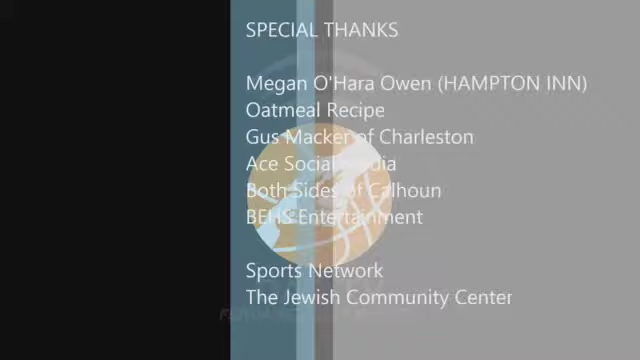 SPECIAL THANKS
Megan O'Hara Owen (HAMPTON INN)
Oatmeal Recipe
Gus Macker of Charleston
Ace Social Media
Both Sides of Calhoun
BEHS Entertainment
Sports Network
The Jewish Community Center